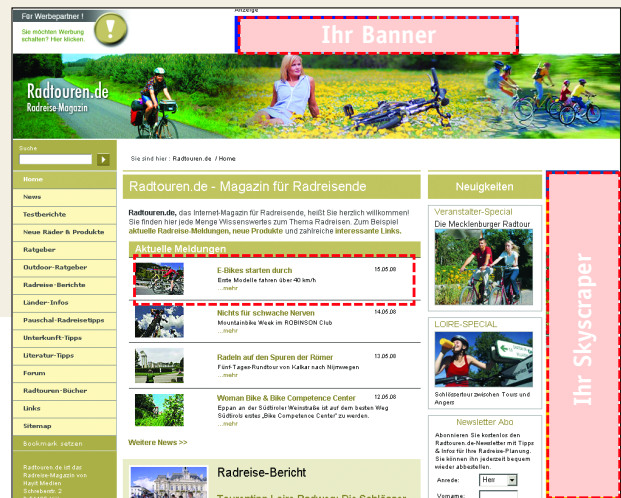 Für Werbepartner !
Sie möchten Werbung
schalten? Hier klicken.
!
Anzeige
Ihr Banner
Radtouren.de
Radreise-Magazin
Suche
Sie sind hier : Radtouren.de / Home
Home
News
Testberichte
Neue Räder & Produkte
Ratgeber
Outdoor-Ratgeber
Radreise-Berichte
Länder-Infos
Pauschal-Radreisetipps
Unterkunft-Tipps
Literatur-Tipps
Forum
Radtouren-Bücher
Links
Sitemap
Bookmark setzen
Radtouren.de ist das
Radreise-Magazin von
Hayit Medien
Schreberstr. 2
Radtouren.de - Magazin für Radreisende
Radtouren.de, das Internet-Magazin für Radreisende, heißt Sie herzlich willkommen!
Sie finden hier jede Menge Wissenswertes zum Thema Radreisen. Zum Beispiel
aktuelle Radreise-Meldungen, neue Produkte und zahlreiche interessante Links.
Aktuelle Meldungen
E-Bikes starten durch 15.05.08
Erste Modelle fahren über 40 km/h
...mehr
Nichts für schwache Nerven 14.05.08
Mountainbike Week im ROBINSON Club
...mehr
Radeln auf den Spuren der Römer 13.05.08
Fünf-Tages-Rundtour von Kalkar nach Nijmwegen
...mehr
Woman Bike & Bike Competence Center 12.05.08
Eppan an der Südtiroler Weinstraße ist auf dem besten Weg
Südtirols erstes „Bike Competence Center" zu werden.
...mehr
Weitere News >>
Radreise-Bericht
Neuigkeiten
Veranstalter-Special
Die Mecklenburger Radtour
LOIRE-SPECIAL
Schlössertour zwischen Tours und
Angers
Newsletter Abo
Abonnieren Sie kostenlos den
Radtouren.de-Newsletter mit Tipps
& Infos für Ihre Radreise-Planung.
Sie können ihn jederzeit bequem
wieder abbestellen.
Anrede: Herr
Vorname:
Ihr Skyscraper